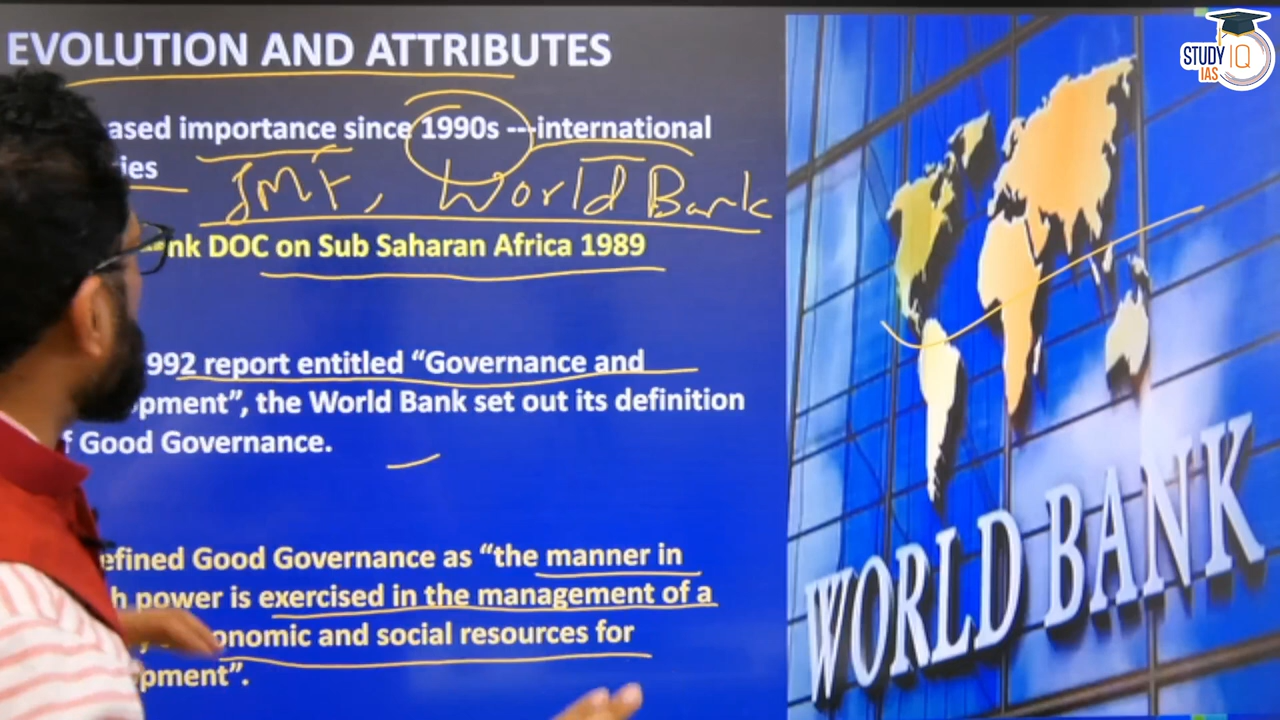 EVOLUTION AND ATTRIBUTES
STUDY IQ
IAS
ased importance since 1990s ---international
ies
IMF, World Bank
nk DOC on Sub Saharan Africa 1989
992 report entitled “Governance and
pment”, the World Bank set out its definition
f Good Governance.
efined Good Governance as “the manner in
h power is exercised in the management of a
onomic and social resources for
pment”.
WORLD BANK